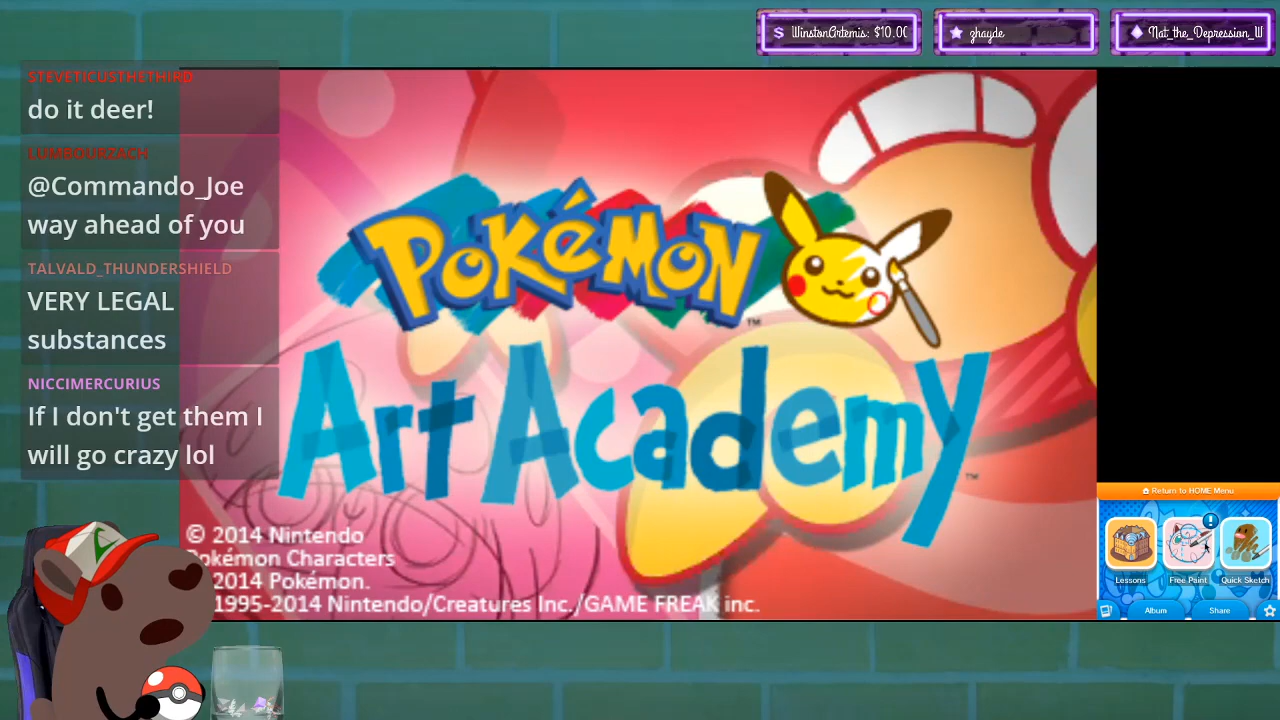 WinstonArtemis: $10.00
zhayde
Nat_the_Depression_W
STEVETICUSTHETHIRD
do it deer!
LUMBOURZACH
@Commando_Joe
way ahead of you
TALVALD_THUNDERSHIELD
VERY LEGAL
substances
NICCIMERCURIUS
If I don't get them I
will go crazy lol
POKéMON
TM
Art Academy
TM
© 2014 Nintendo
Pokémon Characters
2014 Pokémon.
1995-2014 Nintendo/Creatures Inc./GAME FREAK inc.
Return to HOME Menu
Lessons
Free Paint
Quick Sketch
Album
Share